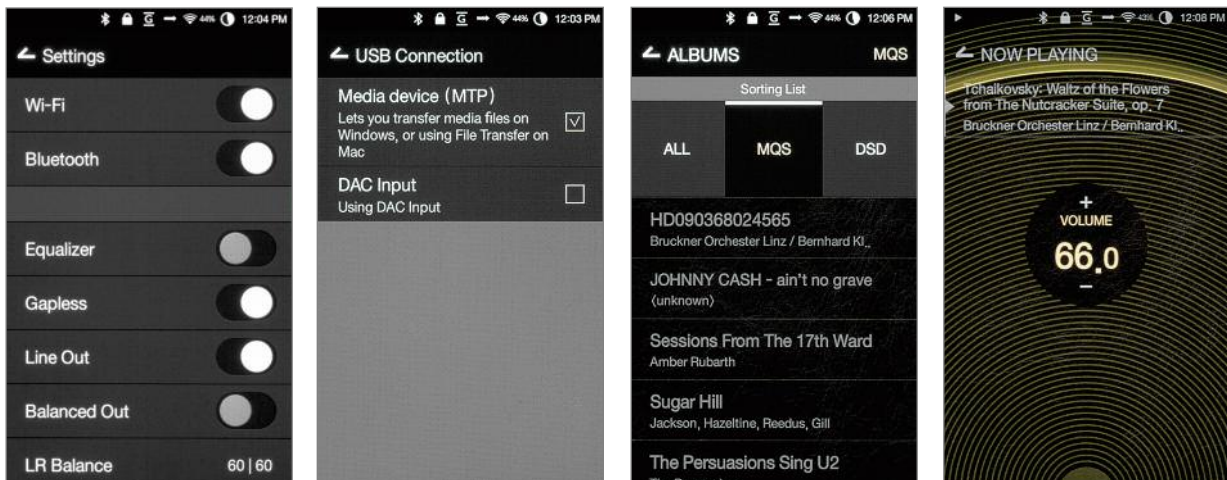 44% 12:04 PM
Settings
Wi-Fi
Bluetooth
Equalizer
Gapless
Line Out
Balanced Out
LR Balance 60 | 60
44% 12:03 PM
USB Connection
Media device (MTP)
Lets you transfer media files on
Windows, or using File Transfer on
Mac
DAC Input
Using DAC Input
44% 12:06 PM
ALBUMS MQS
Sorting List
ALL MQS DSD
HD090368024565
Bruckner Orchester Linz / Bernhard Kl..
JOHNNY CASH - ain't no grave
(unknown)
Sessions From The 17th Ward
Amber Rubarth
Sugar Hill
Jackson, Hazeltine, Reedus, Gill
The Persuasions Sing U2
43% 12:08 PM
NOW PLAYING
Tchaikovsky: Waltz of the Flowers
from The Nutcracker Suite, op. 7
Bruckner Orchester Linz / Bernhard Kl..
+
VOLUME
66.0
−